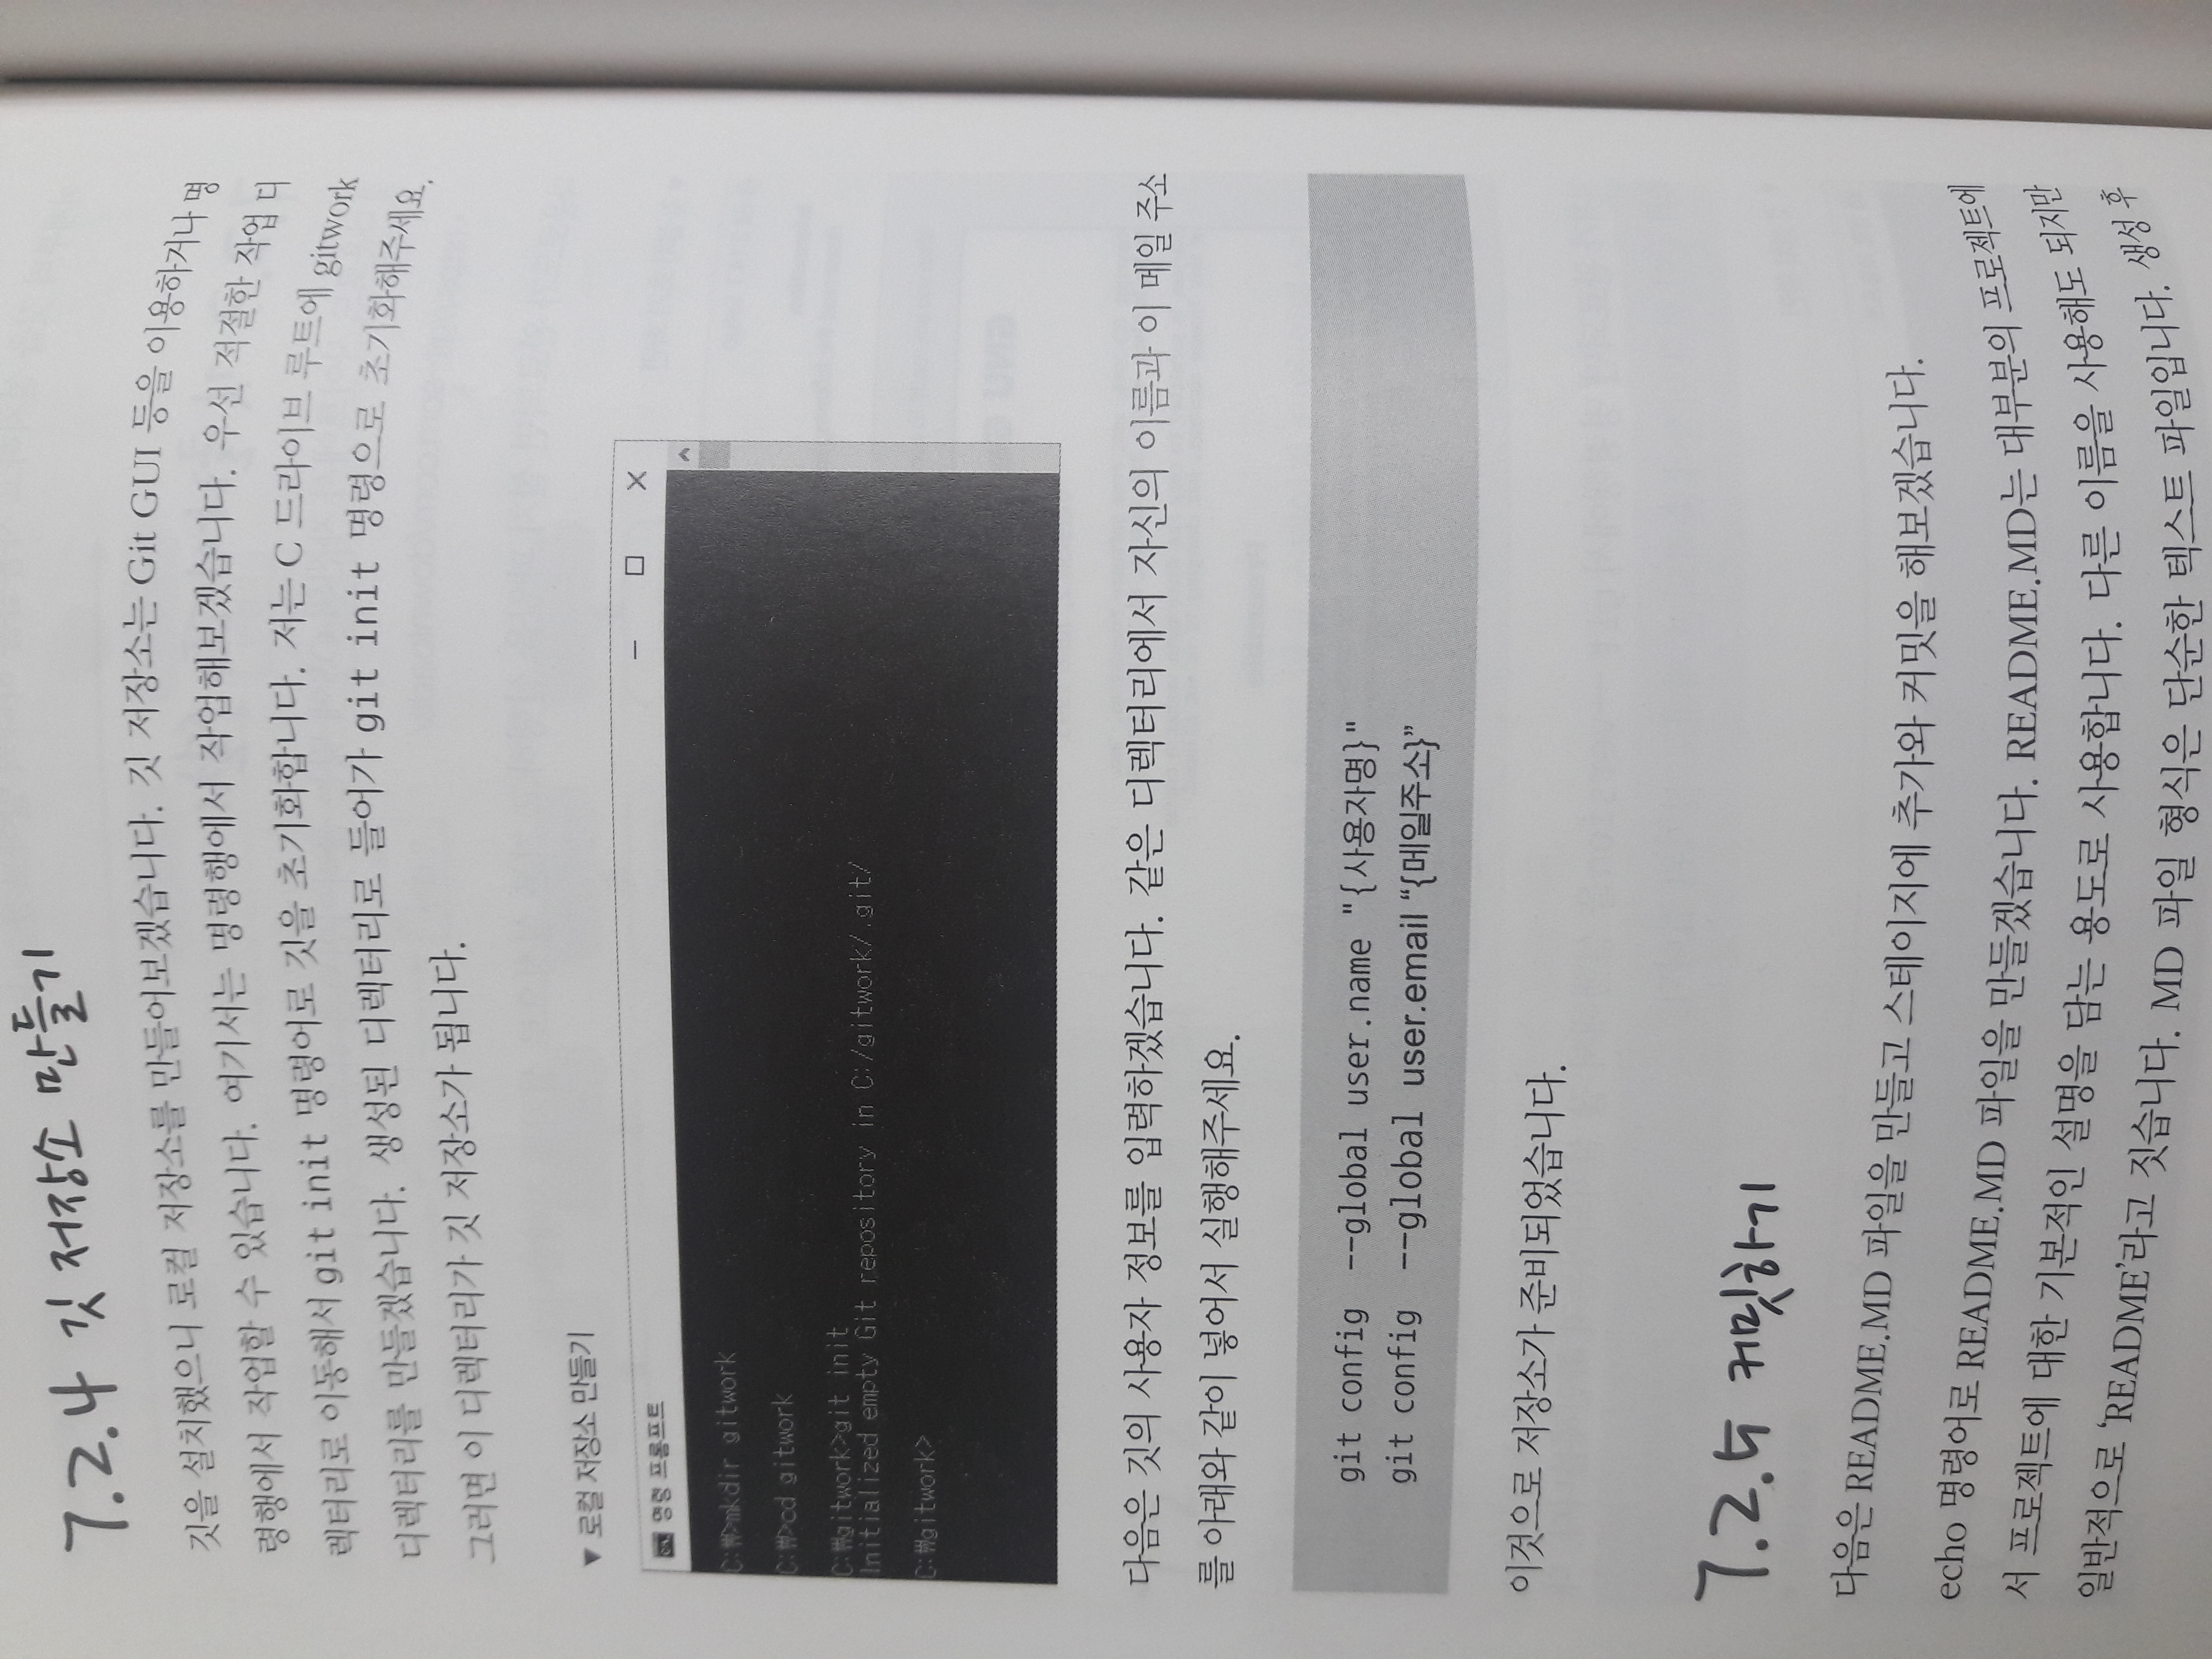 7.2.4 깃 저장소 만들기
깃을 설치했으니 로컬 저장소를 만들어보겠습니다. 깃 저장소는 Git GUI 등을 이용하거나 명
령행에서 작업할 수 있습니다. 여기서는 명령행에서 작업해보겠습니다. 우선 적절한 작업 디
렉터리로 이동해서 git init 명령어로 깃을 초기화합니다. 저는 C 드라이브 루트에 gitwork
디렉터리를 만들겠습니다. 생성된 디렉터리로 들어가 git init 명령으로 초기화해주세요.
그러면 이 디렉터리가 깃 저장소가 됩니다.
▼ 로컬 저장소 만들기
명령 프롬프트
C:₩>mkdir gitwork
C:₩>cd gitwork
C:₩gitwork>git init
Initialized empty Git repository in C:/gitwork/.git/
C:₩gitwork>
다음은 깃의 사용자 정보를 입력하겠습니다. 같은 디렉터리에서 자신의 이름과 이 메일 주소
를 아래와 같이 넣어서 실행해주세요.
git config --global user.name "{사용자명}"
git config --global user.email “{메일주소}”
이것으로 저장소가 준비되었습니다.
7.2.5 커밋하기
다음은 README.MD 파일을 만들고 스테이지에 추가와 커밋을 해보겠습니다.
echo 명령어로 README.MD 파일을 만들겠습니다. README.MD는 대부분의 프로젝트에
서 프로젝트에 대한 기본적인 설명을 담는 용도로 사용합니다. 다른 이름을 사용해도 되지만
일반적으로 ‘README’라고 짓습니다. MD 파일 형식은 단순한 텍스트 파일입니다. 생성 후